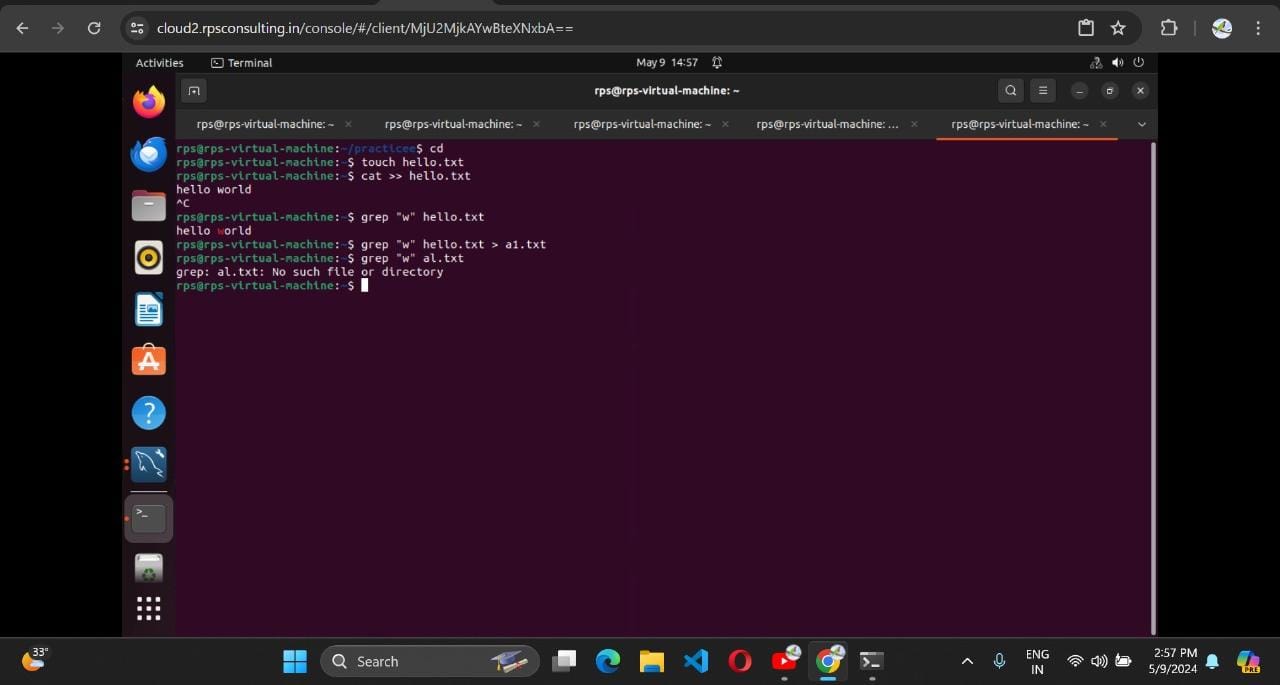 cloud2.rpsconsulting.in/console/#/client/MjU2MjkAYwBteXNxbA==
Activities
Terminal
May 9 14:57
rps@rps-virtual-machine: ~
rps@rps-virtual-machine: ~
rps@rps-virtual-machine: ~
rps@rps-virtual-machine: ~
rps@rps-virtual-machine: ...
rps@rps-virtual-machine: ~
rps@rps-virtual-machine:~/practicee$ cd
rps@rps-virtual-machine:~$ touch hello.txt
rps@rps-virtual-machine:~$ cat >> hello.txt
hello world
^C
rps@rps-virtual-machine:~$ grep "w" hello.txt
hello world
rps@rps-virtual-machine:~$ grep "w" hello.txt > a1.txt
rps@rps-virtual-machine:~$ grep "w" al.txt
grep: al.txt: No such file or directory
rps@rps-virtual-machine:~$
33°
Search
ENG
IN
2:57 PM
5/9/2024
PRE